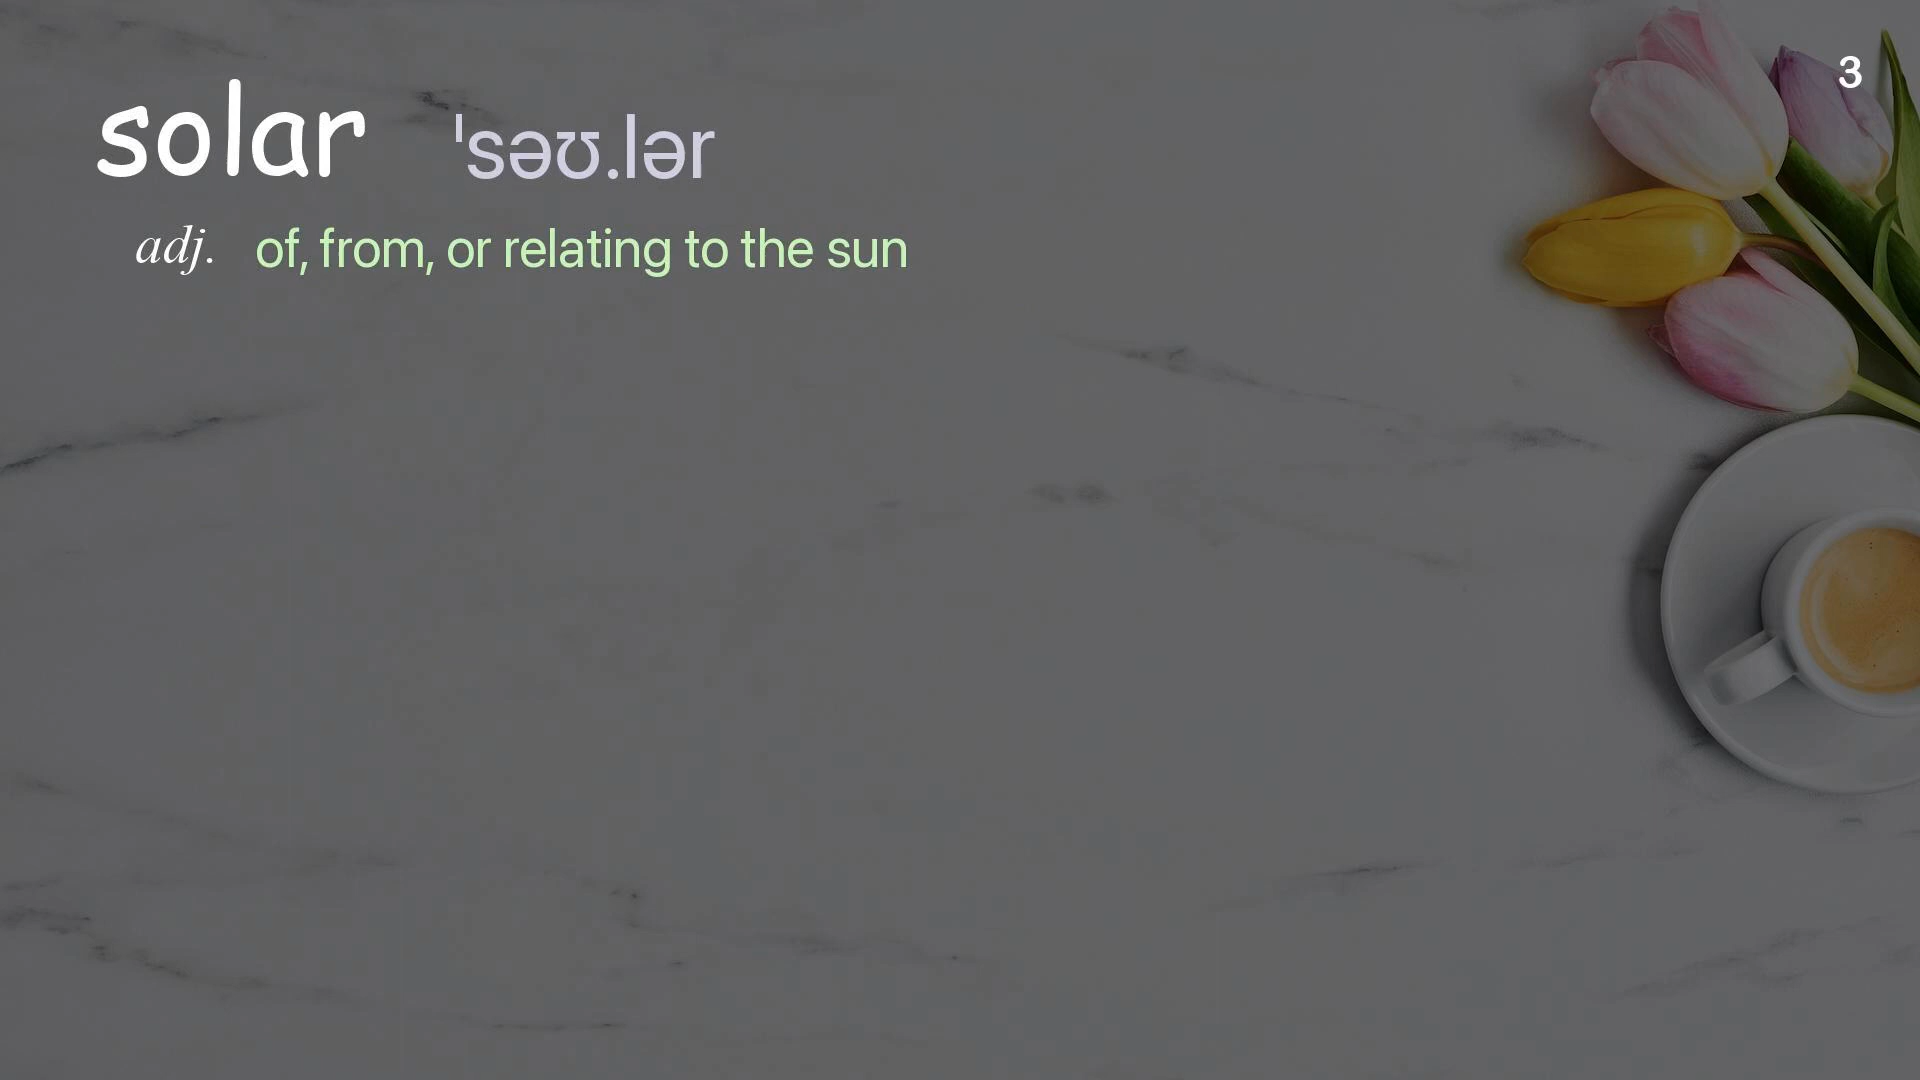 3
solar ˈsəʊ.lər
adj. of, from, or relating to the sun